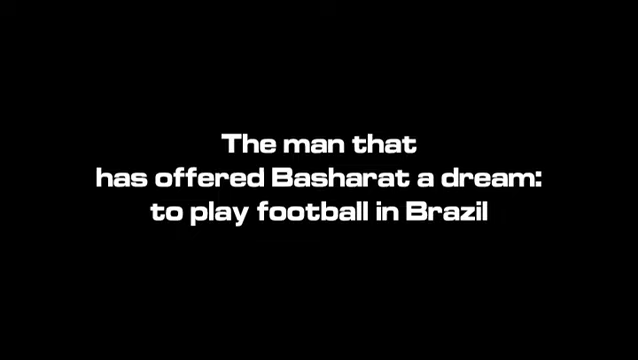 The man that
has offered Basharat a dream:
to play football in Brazil